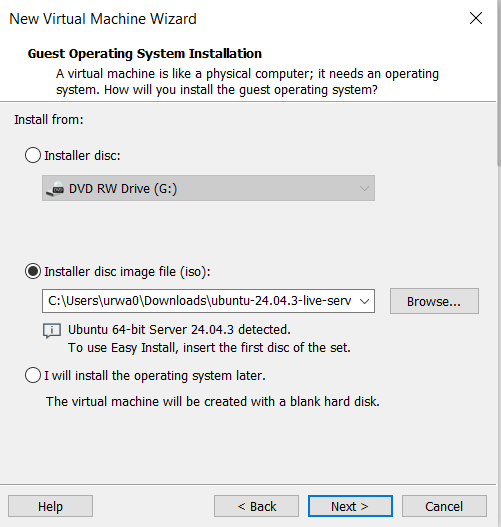 New Virtual Machine Wizard
Guest Operating System Installation
A virtual machine is like a physical computer; it needs an operating
system. How will you install the guest operating system?
Install from:
Installer disc:
DVD RW Drive (G:)
Installer disc image file (iso):
C:\Users\urwa0\Downloads\ubuntu-24.04.3-live-serv
Browse...
Ubuntu 64-bit Server 24.04.3 detected.
To use Easy Install, insert the first disc of the set.
I will install the operating system later.
The virtual machine will be created with a blank hard disk.
Help
< Back
Next >
Cancel